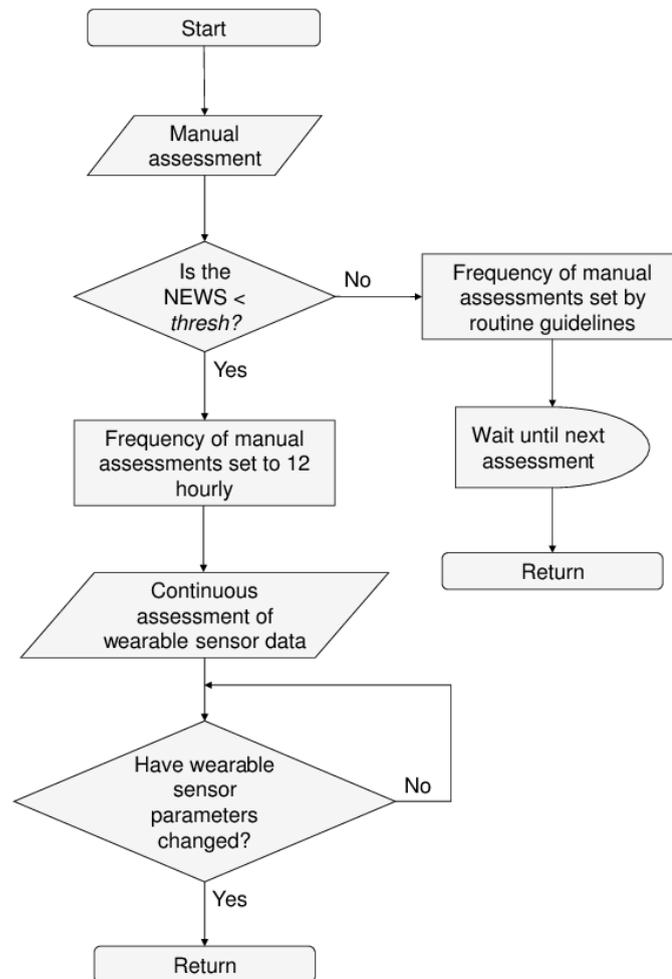 Start
Manual
assessment
Is the
NEWS <
thresh?
No
Frequency of manual
assessments set by
routine guidelines
Yes
Wait until next
assessment
Frequency of manual
assessments set to 12
hourly
Return
Continuous
assessment of
wearable sensor data
Have wearable
sensor
parameters
changed?
No
Yes
Return